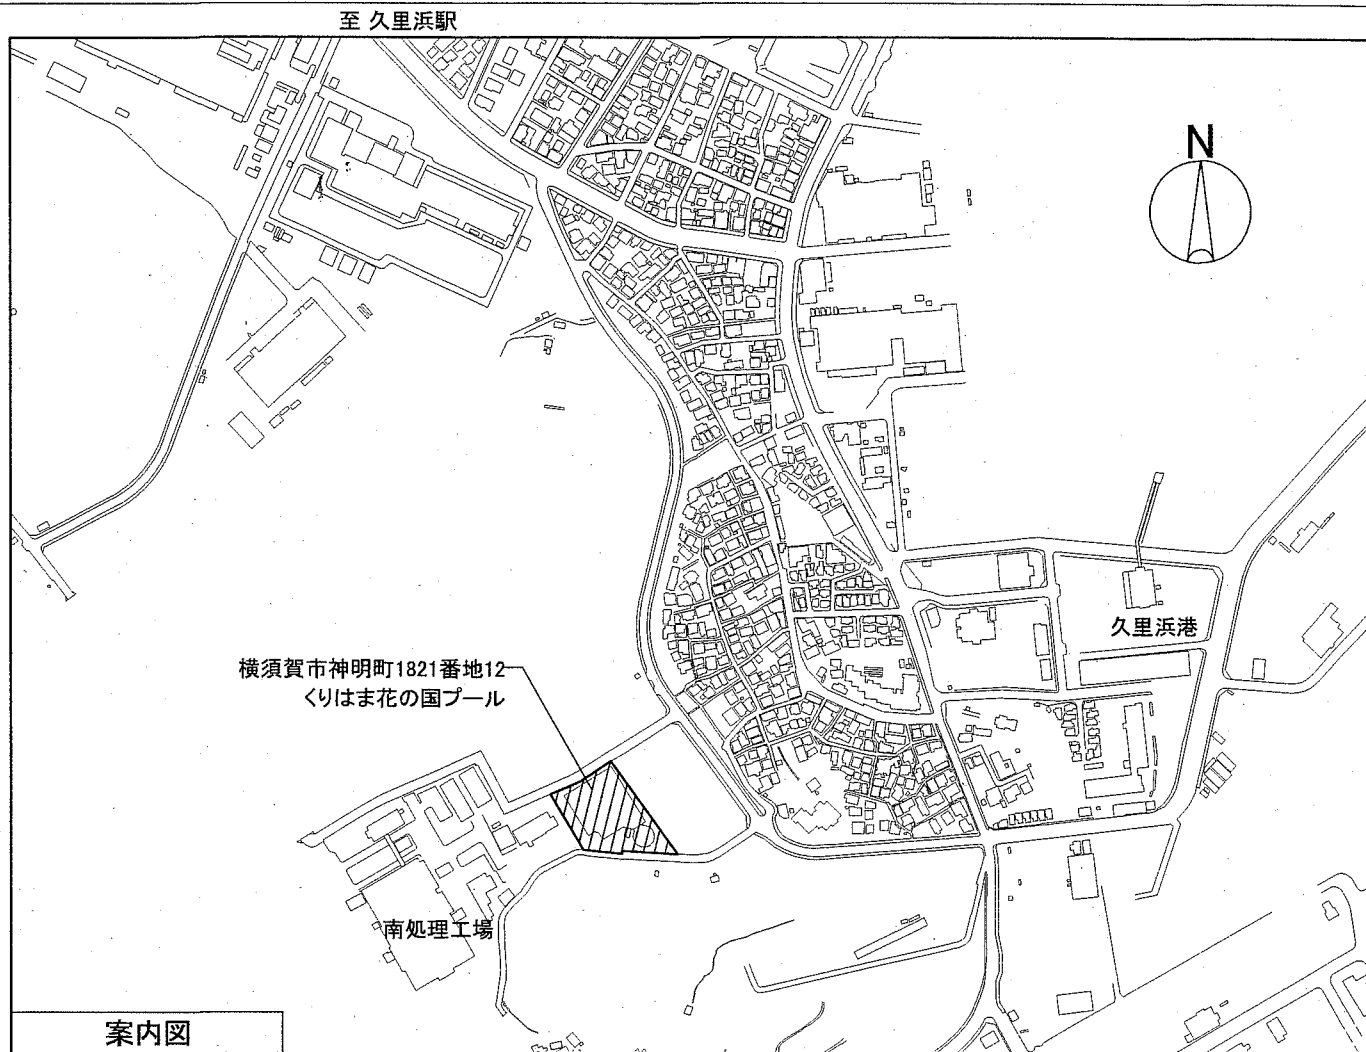 至 久里浜駅
N
久里浜港
横須賀市神明町1821番地12
くりはま花の国プール
南処理工場
案内図